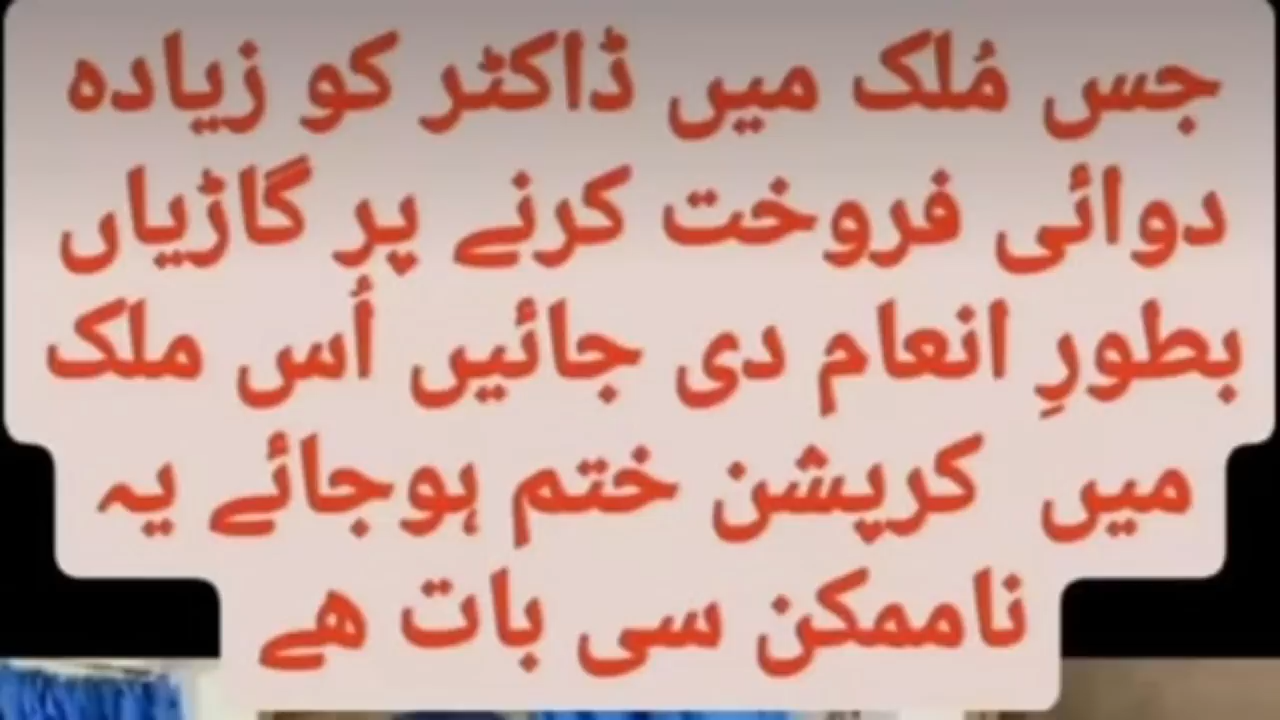 جس مُلک میں ڈاکٹر کو زیادہ
دوائی فروخت کرنے پر گاڑیاں
بطورِ انعام دی جائیں اُس ملک
میں کرپشن ختم ہوجائے یہ
ناممکن سی بات ھے